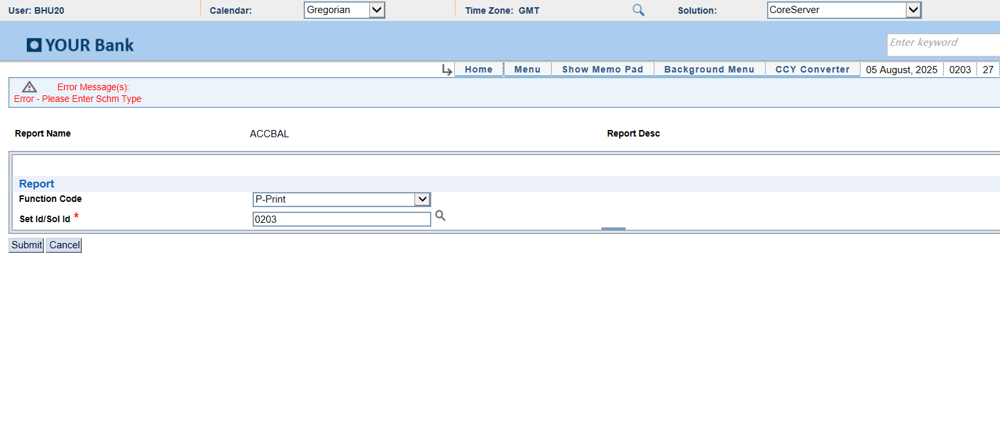 User: BHU20 Calendar: Gregorian Time Zone: GMT Solution: CoreServer
YOUR Bank Enter keyword
Home Menu Show Memo Pad Background Menu CCY Converter 05 August, 2025 0203 27
Error Message(s):
Error - Please Enter Schm Type
Report Name ACCBAL Report Desc
Report
Function Code P-Print
Set Id/Sol Id * 0203
Submit Cancel